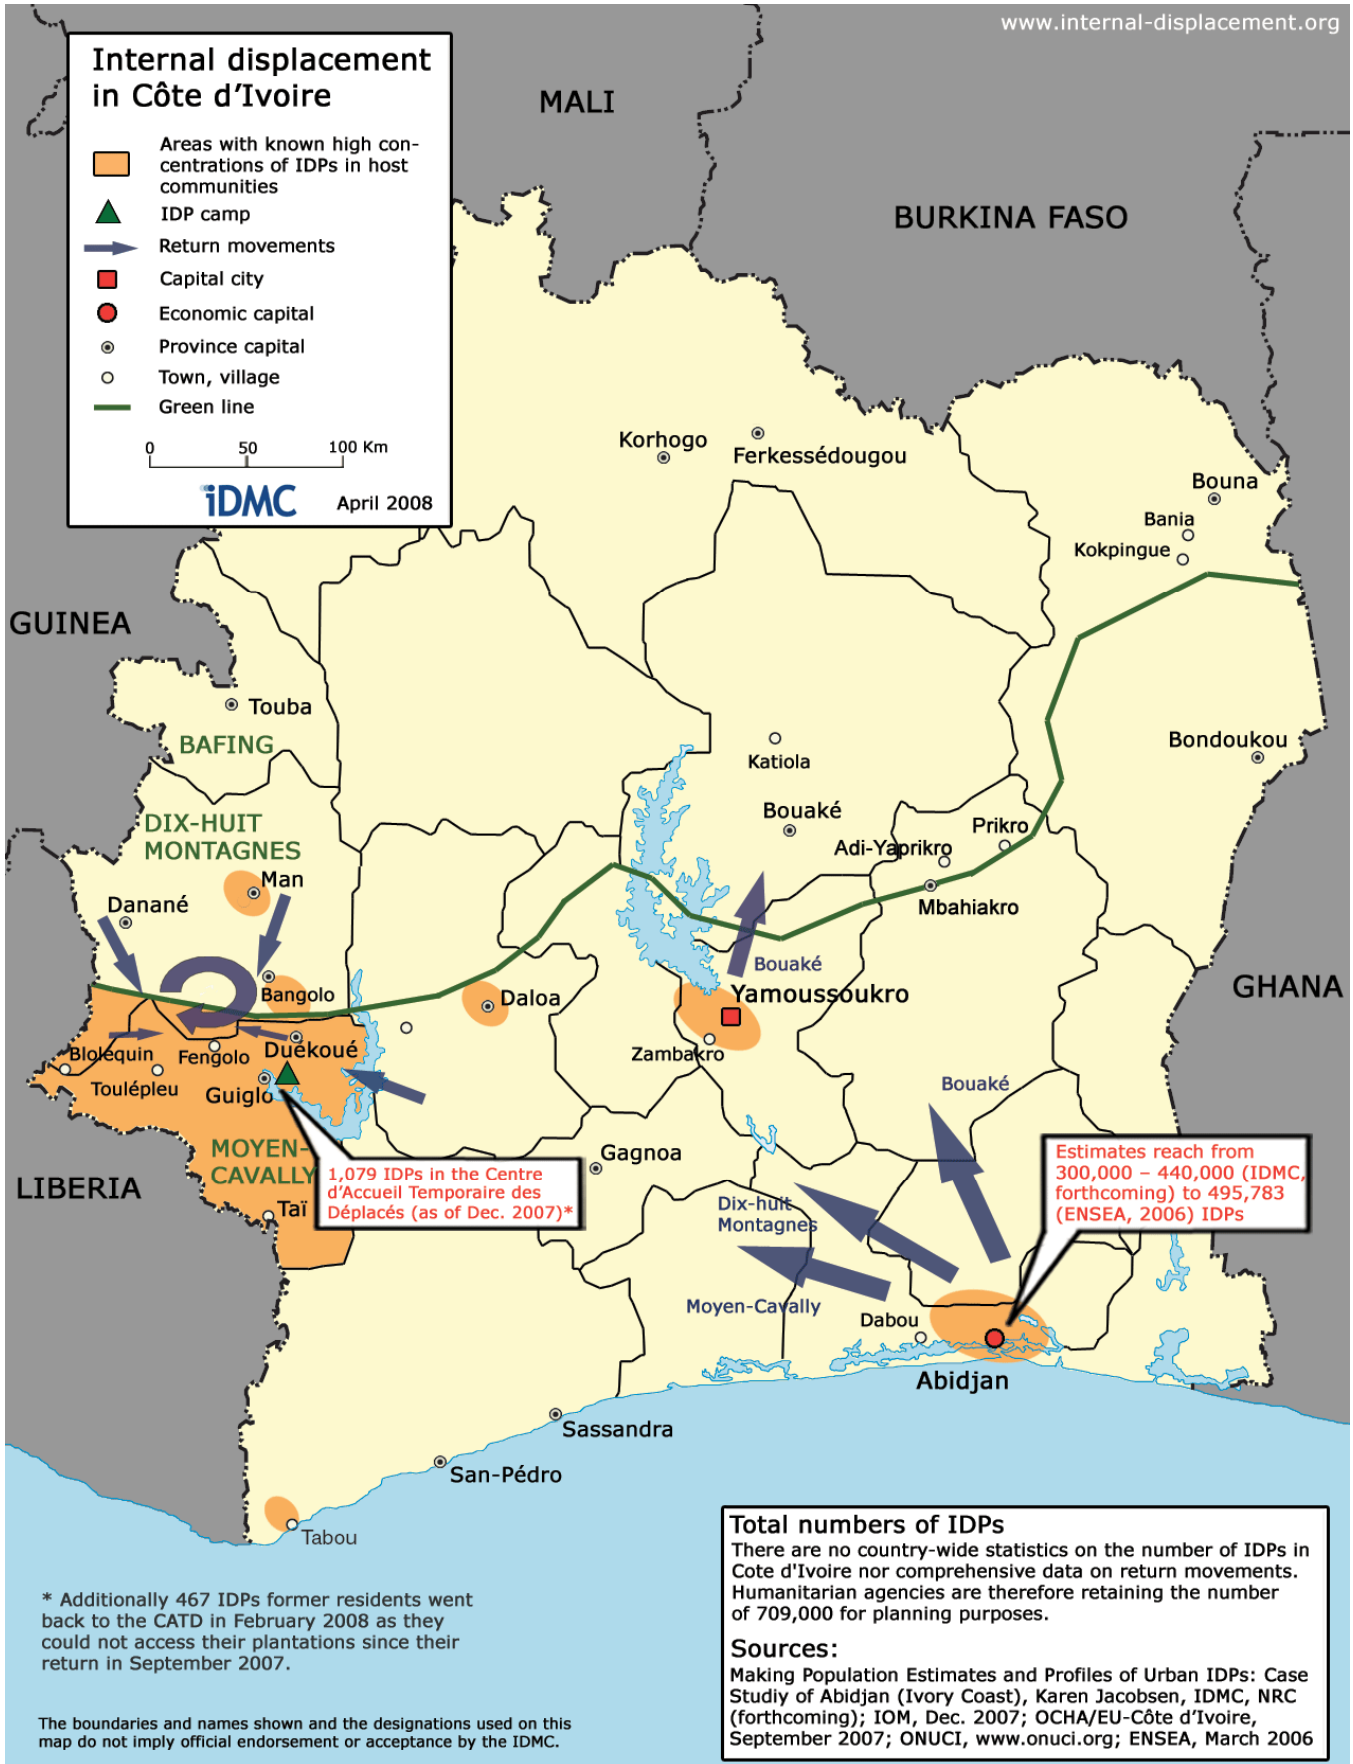 www.internal-displacement.org
Internal displacement
in Côte d'Ivoire
Areas with known high con-
centrations of IDPs in host
communities
IDP camp
Return movements
Capital city
Economic capital
Province capital
Town, village
Green line
0 50 100 Km
iDMC
April 2008
MALI
BURKINA FASO
GUINEA
LIBERIA
GHANA
Korhogo
Ferkessédougou
Bouna
Bania
Kokpingue
Touba
BAFING
Katiola
Bondoukou
DIX-HUIT
MONTAGNES
Bouaké
Prikro
Adi-Yaprikro
Man
Mbahiakro
Danané
Bouaké
Bangolo
Daloa
Yamoussoukro
Zambakro
Bloléquin
Fengolo
Duékoué
Toulépleu
Guiglo
Bouaké
MOYEN-
CAVALLY
Gagnoa
1,079 IDPs in the Centre
d'Accueil Temporaire des
Déplacés (as of Dec. 2007)*
Estimates reach from
300,000 – 440,000 (IDMC,
forthcoming) to 495,783
(ENSEA, 2006) IDPs
Taï
Dix-huit
Montagnes
Moyen-Cavally
Dabou
Abidjan
Sassandra
San-Pédro
Tabou
* Additionally 467 IDPs former residents went
back to the CATD in February 2008 as they
could not access their plantations since their
return in September 2007.
The boundaries and names shown and the designations used on this
map do not imply official endorsement or acceptance by the IDMC.
Total numbers of IDPs
There are no country-wide statistics on the number of IDPs in
Cote d'Ivoire nor comprehensive data on return movements.
Humanitarian agencies are therefore retaining the number
of 709,000 for planning purposes.
Sources:
Making Population Estimates and Profiles of Urban IDPs: Case
Studiy of Abidjan (Ivory Coast), Karen Jacobsen, IDMC, NRC
(forthcoming); IOM, Dec. 2007; OCHA/EU-Côte d'Ivoire,
September 2007; ONUCI, www.onuci.org; ENSEA, March 2006